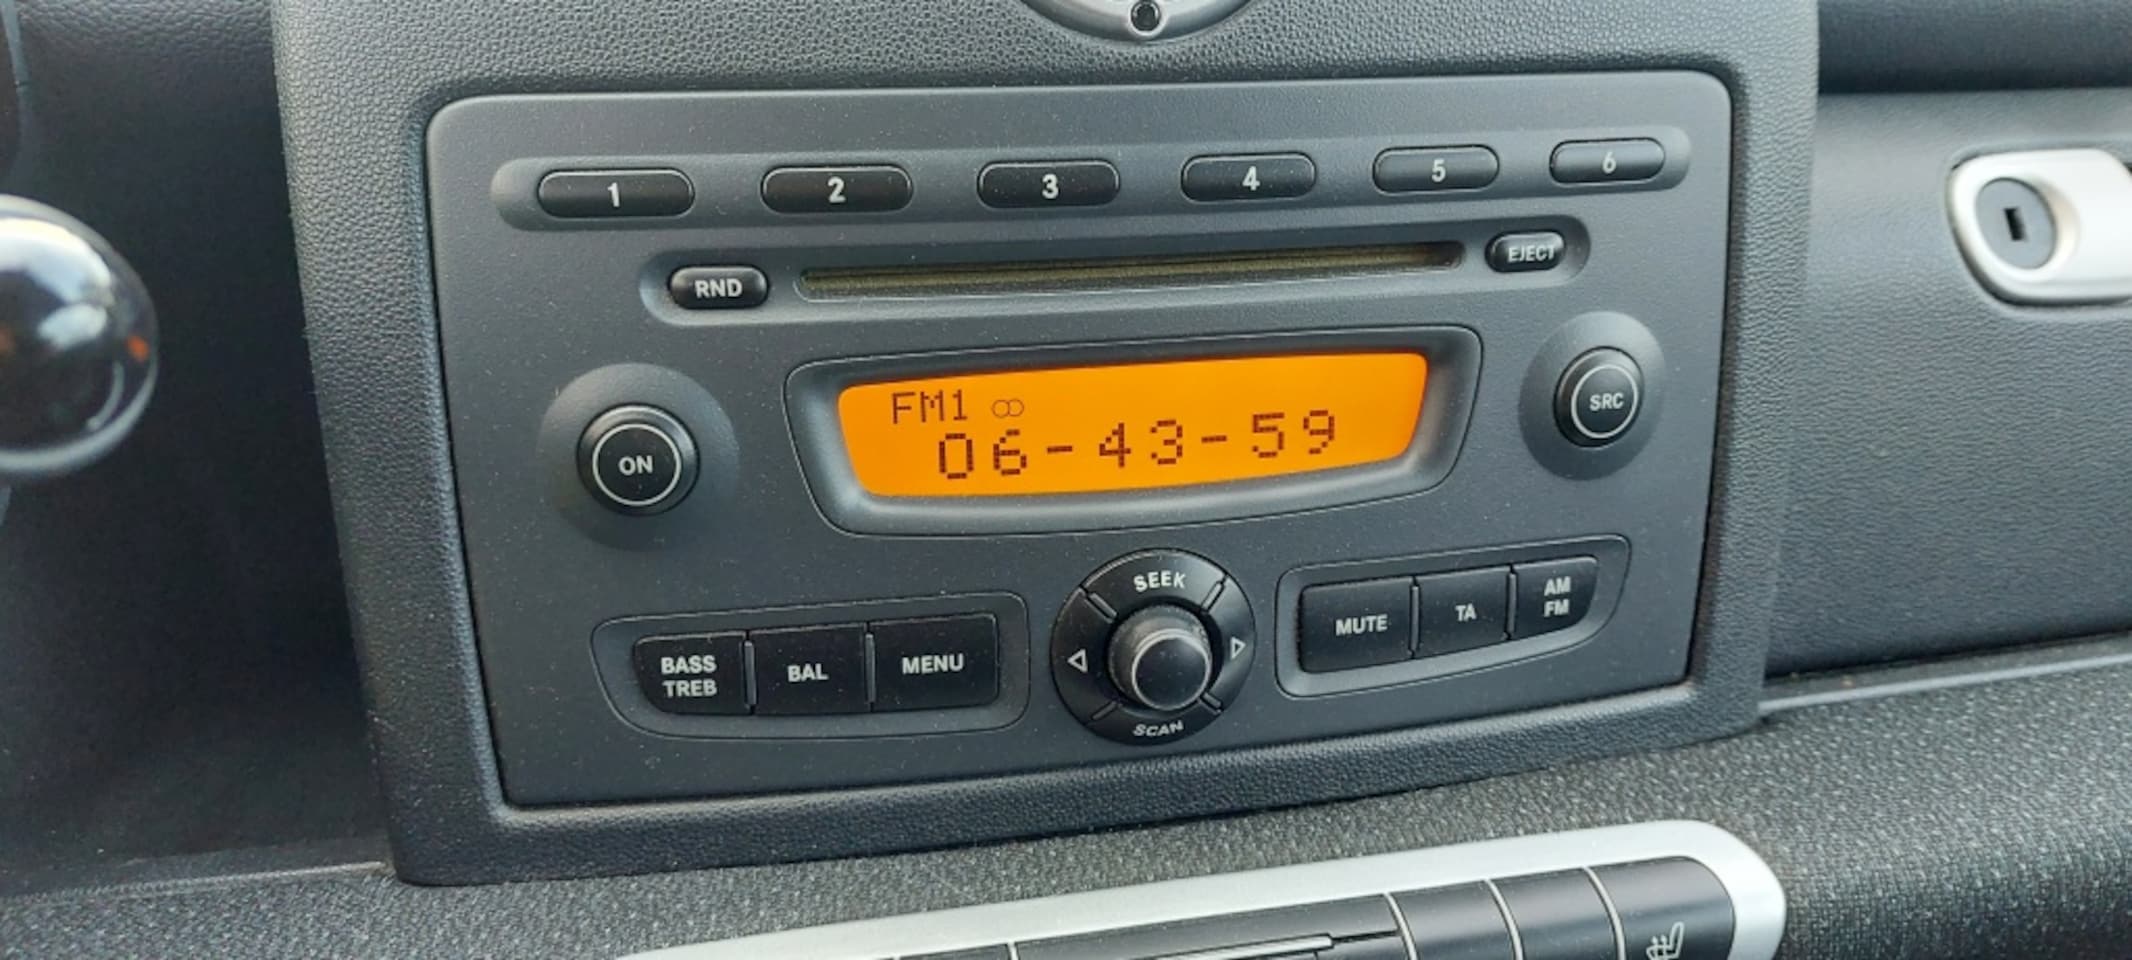 1 2 3 4 5 6
RND EJECT
FM1
06-43-59
ON SRC
SEEK
BASS
TREB
BAL
MENU
SCAN
MUTE
TA
AM
FM